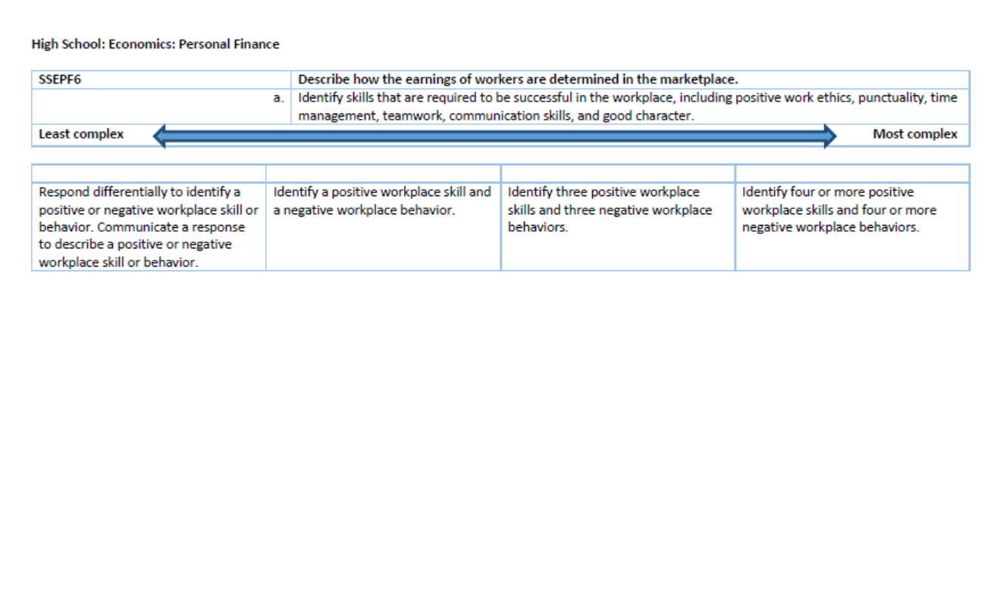 High School: Economics: Personal Finance
SSEPF6 Describe how the earnings of workers are determined in the marketplace.
a. Identify skills that are required to be successful in the workplace, including positive work ethics, punctuality, time
management, teamwork, communication skills, and good character.
Least complex Most complex
Respond differentially to identify a
positive or negative workplace skill or
behavior. Communicate a response
to describe a positive or negative
workplace skill or behavior.
Identify a positive workplace skill and
a negative workplace behavior.
Identify three positive workplace
skills and three negative workplace
behaviors.
Identify four or more positive
workplace skills and four or more
negative workplace behaviors.